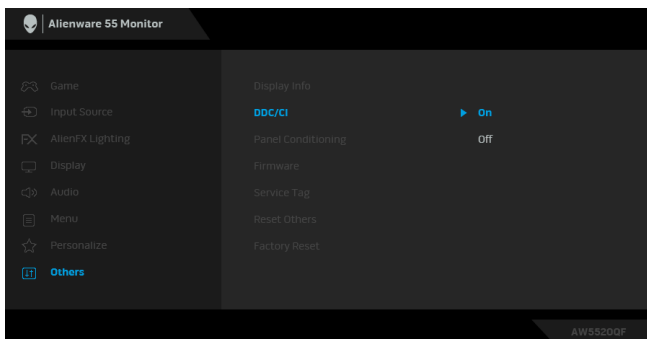 Alienware 55 Monitor
Game
Display Info
Input Source
DDC/CI
On
FX
AlienFX Lighting
Panel Conditioning
Off
Display
Firmware
Audio
Service Tag
Menu
Reset Others
Personalize
Factory Reset
Others
AW5520QF